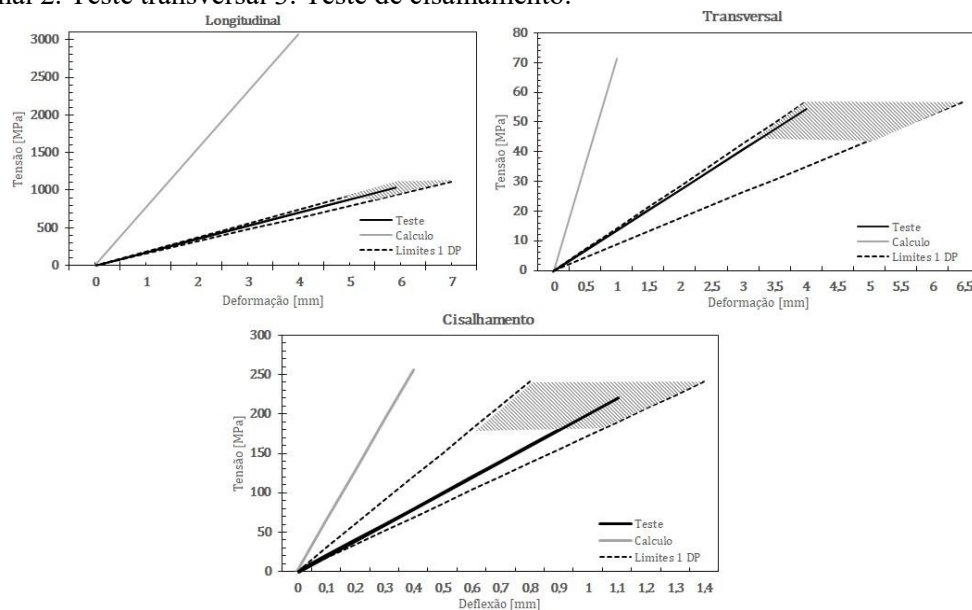 nal 2. Teste transversal 3. Teste de cisalhamento.
Longitudinal
Tensão [MPa]
3000
2500
2000
1500
1000
500
0
0 1 2 3 4 5 6 7
Deformação [mm]
Teste
Calculo
Limites 1 DP
Transversal
Tensão [MPa]
80
70
60
50
40
30
20
10
0
0 0,5 1 1,5 2 2,5 3 3,5 4 4,5 5 5,5 6 6,5
Deformação [mm]
Teste
Calculo
Limites 1 DP
Cisalhamento
Tensão [MPa]
300
250
200
150
100
50
0
0 0,1 0,2 0,3 0,4 0,5 0,6 0,7 0,8 0,9 1 1,1 1,2 1,3 1,4
Deflexão [mm]
Teste
Calculo
Limites 1 DP